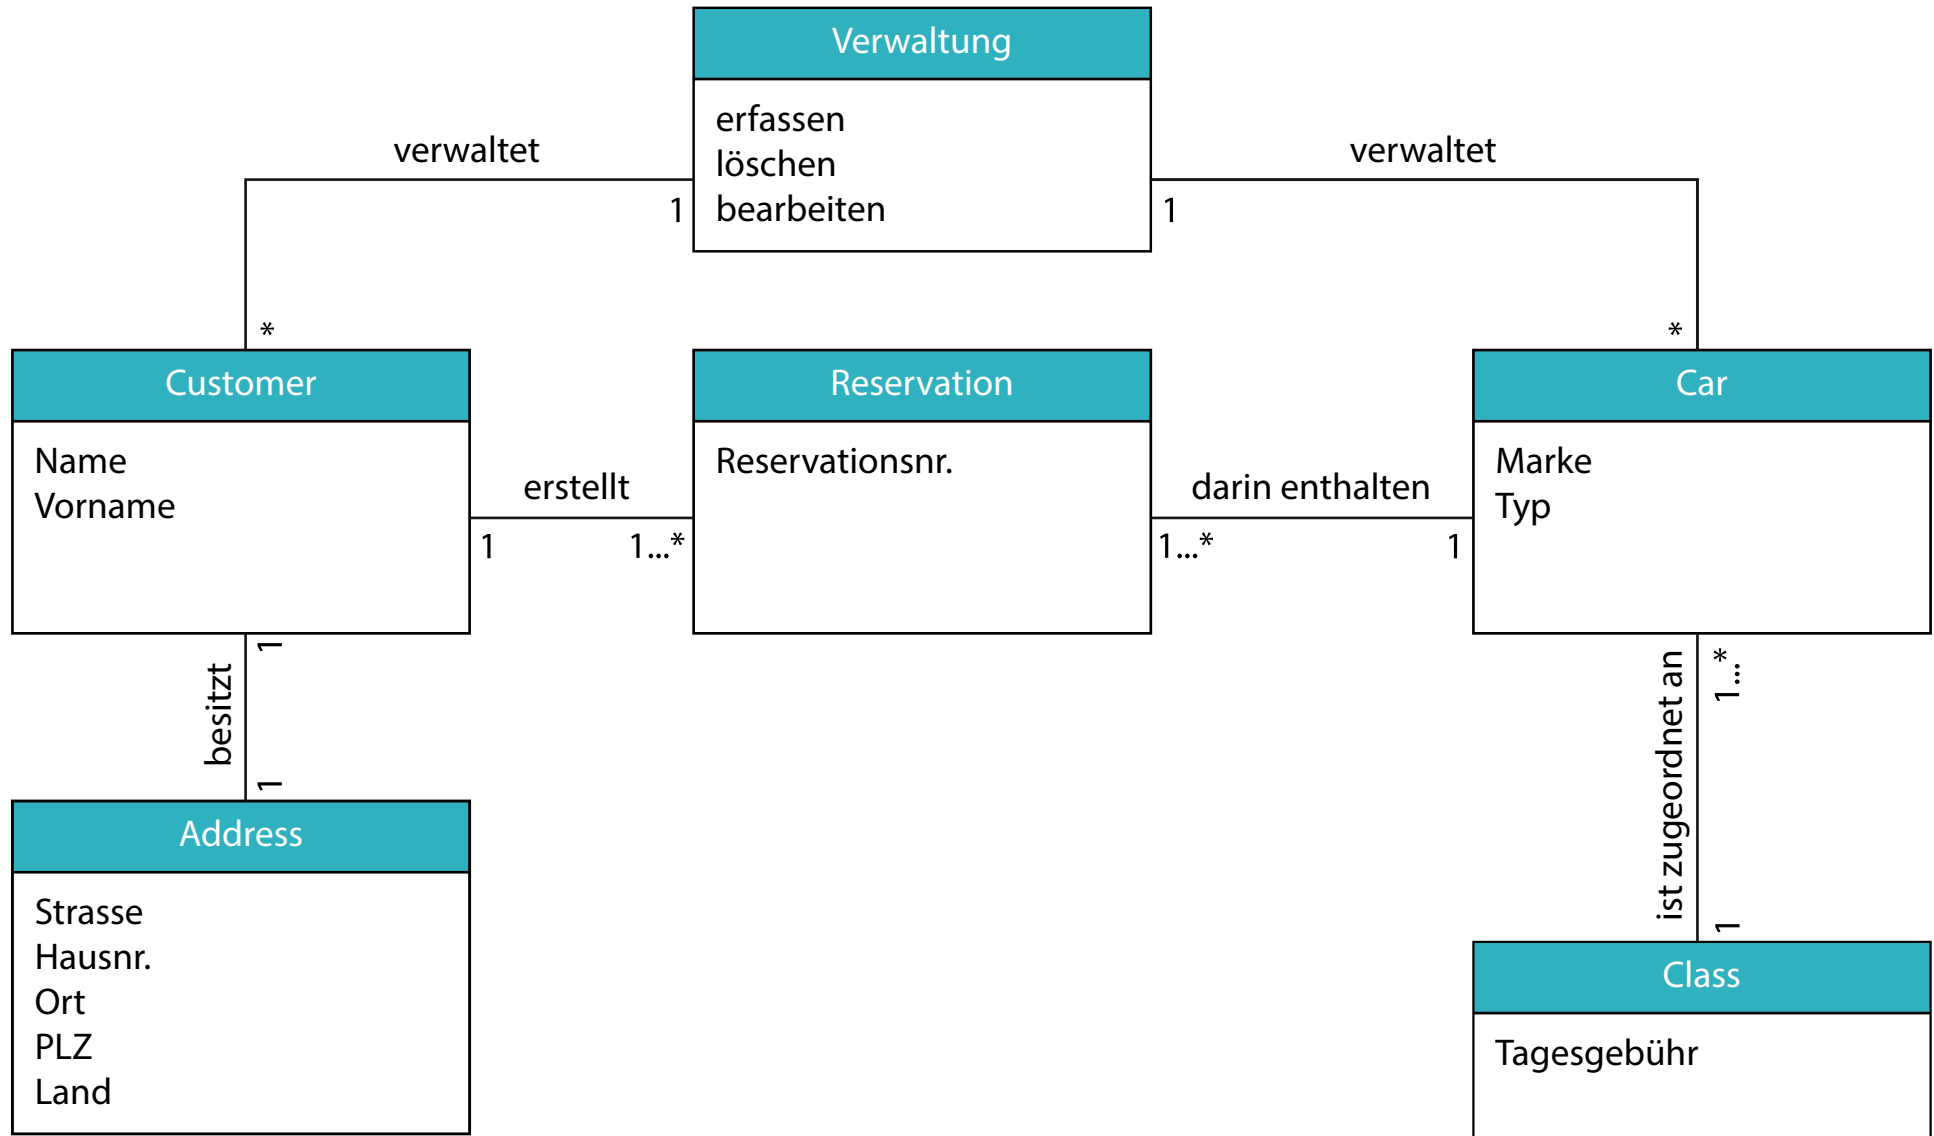 Verwaltung
erfassen
löschen
bearbeiten
verwaltet
1
*
verwaltet
1
*
Customer
Name
Vorname
erstellt
1
1...*
Reservation
Reservationsnr.
darin enthalten
1...*
1
Car
Marke
Typ
besitzt
1
1
ist zugeordnet an
1...*
1
Address
Strasse
Hausnr.
Ort
PLZ
Land
Class
Tagesgebühr